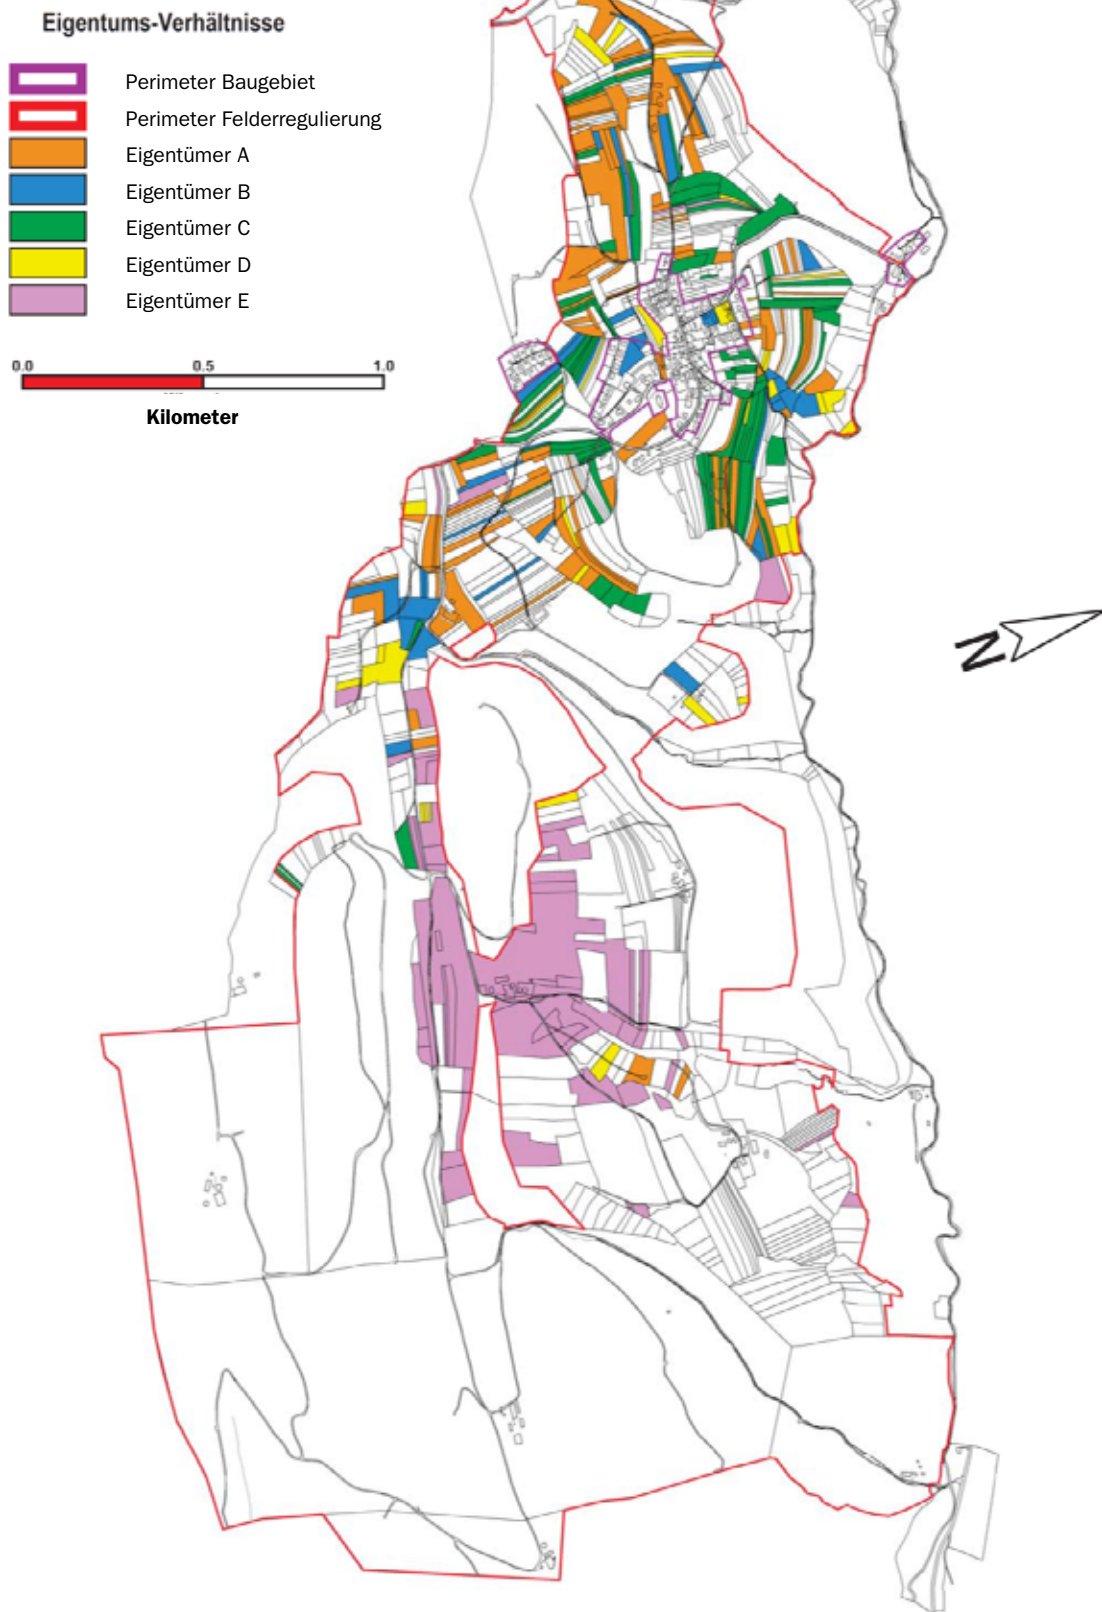 Eigentums-Verhältnisse
Perimeter Baugebiet
Perimeter Felderregulierung
Eigentümer A
Eigentümer B
Eigentümer C
Eigentümer D
Eigentümer E
0.0 0.5 1.0
Kilometer
N